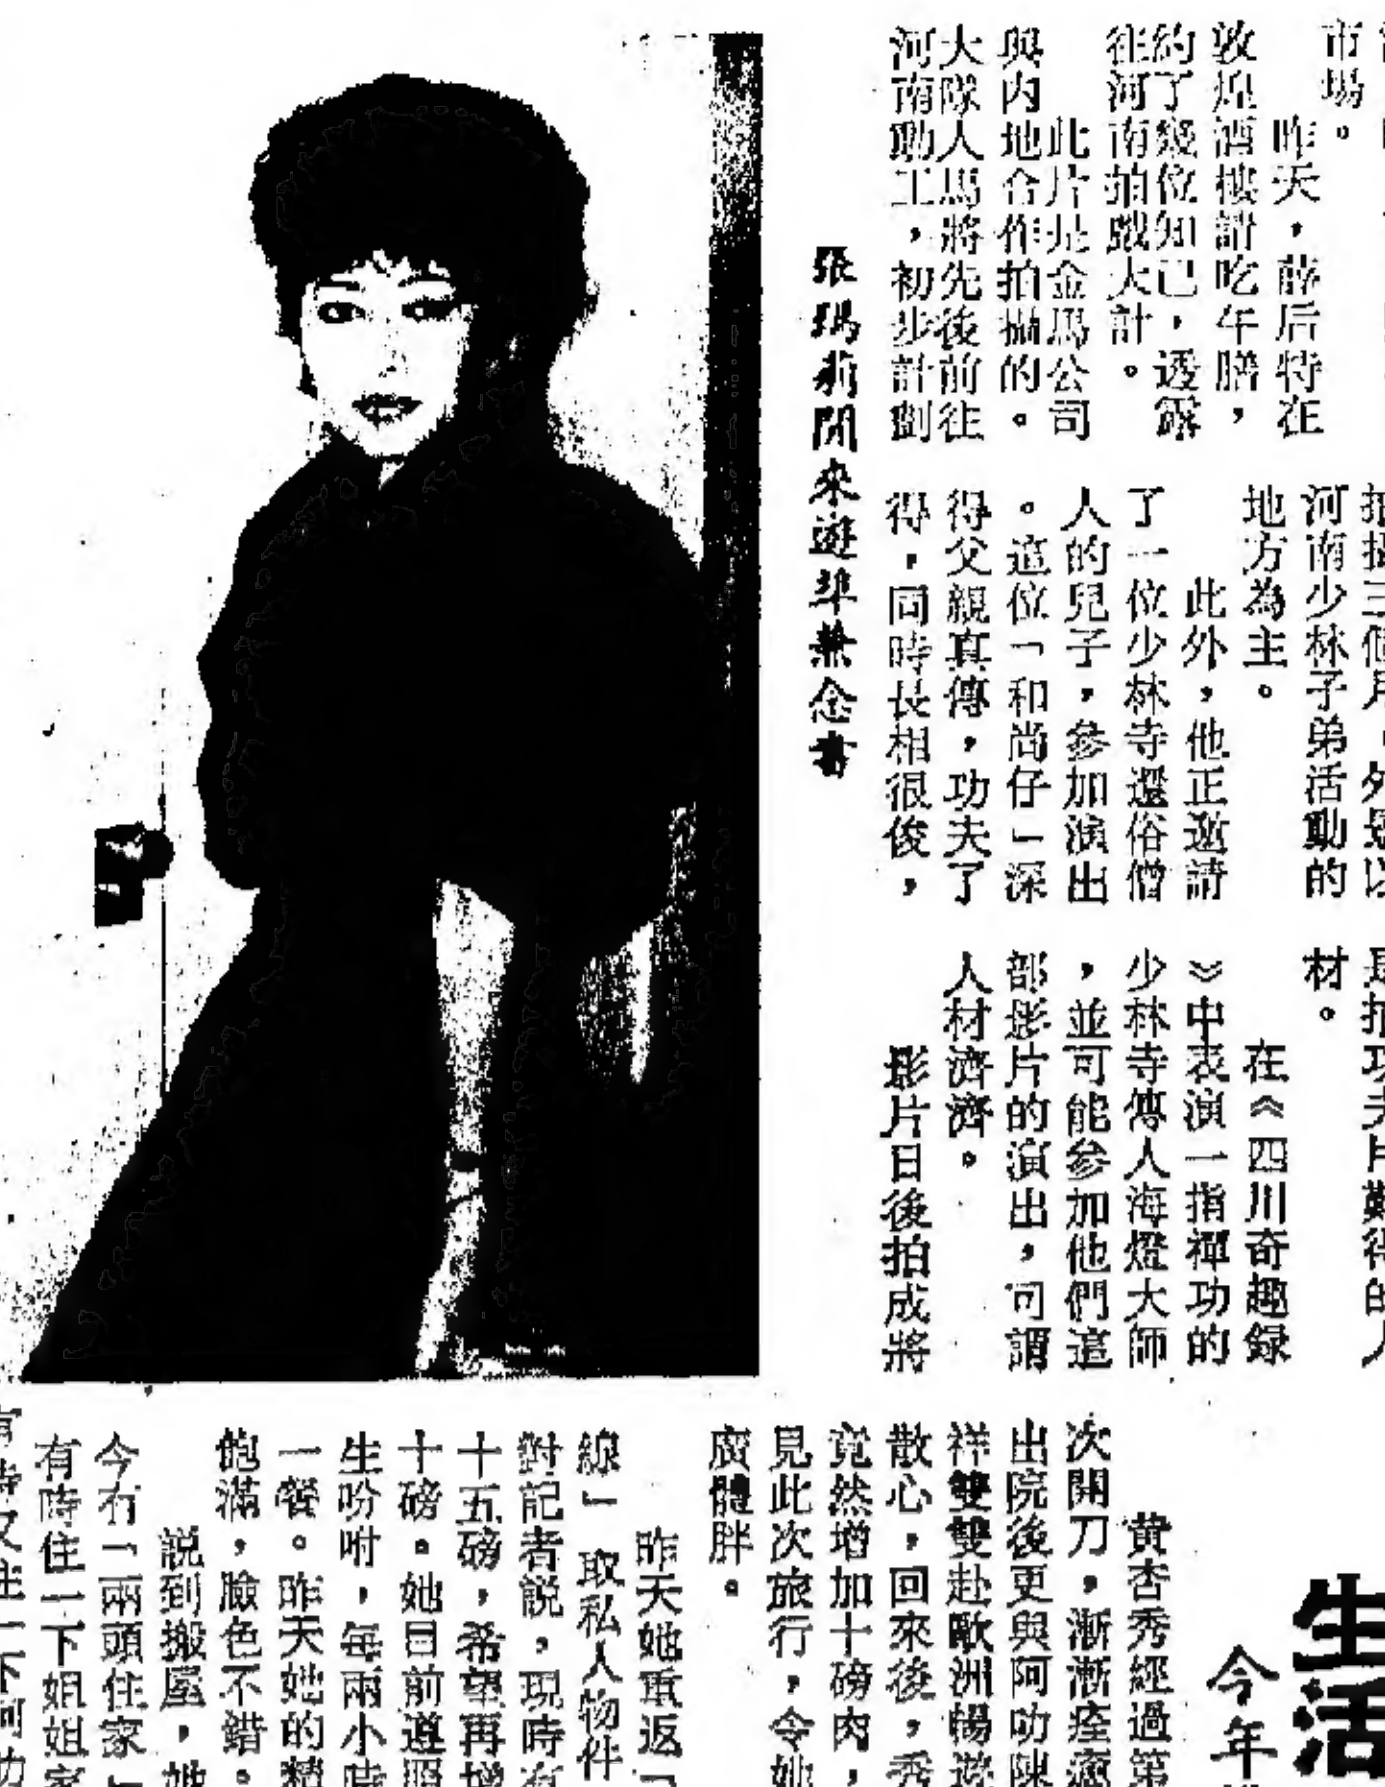 市場。
昨天，薛后特在
敦煌酒樓請吃午膳，
約了幾位知己，透露
往河南拍戲大計。
此片是金馬公司
與內地合作拍攝的。
大隊人馬將先後前往
河南動工，初步計劃
河南少林子弟活動的
地方為主。
此外，他正邀請
了一位少林寺還俗僧
人的兒子，參加演出
。這位「和尚仔」深
得父親真傳，功夫了
得，同時長相很俊，
材。
在《四川奇趣録
》中表演一指禪功的
少林寺傳人海燈大師
，並可能參加他們這
部影片的演出，可謂
人材濟濟。
影片日後拍成將
張瑪莉閒來遊埠兼念書
生活
今年
黄杏秀經過第
次開刀，漸漸痊癒
出院後更與阿功陳
祥雙雙赴歐洲暢遊
散心，回來後，秀
竟然增加十磅肉，
見此次旅行，令她
廣體胖。
昨天她重返「
線」取私人物件
對記者說，現時有
十五磅，希望再增
十磅。她目前遵照
生吩咐，每兩小時
一餐。昨天她的精
飽滿，臉色不錯。
説到搬屋，她
今有「兩頭住家」
有時住一下姐姐家
有時又住一下阿功